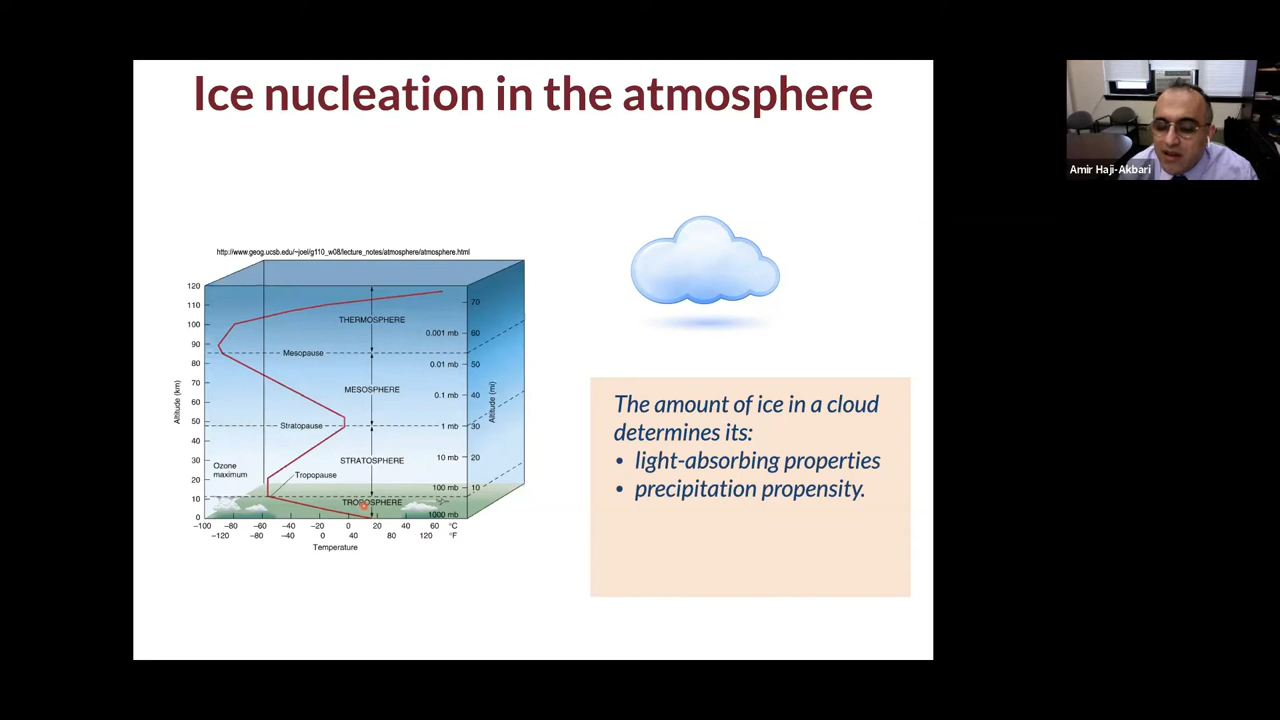 Ice nucleation in the atmosphere
Amir Haji-Akbari
http://www.geog.ucsb.edu/~joel/g110_w08/lecture_notes/atmosphere/atmosphere.html
120
110
100
90
80
70
60
50
40
30
20
10
0
Altitude (km)
THERMOSPHERE
Mesopause
MESOSPHERE
Stratopause
STRATOSPHERE
Ozone
maximum
Tropopause
TROPOSPHERE
0.001 mb
0.01 mb
0.1 mb
1 mb
10 mb
100 mb
1000 mb
70
60
50
40
30
20
10
Altitude (mi)
−100 −80 −60 −40 −20 0 20 40 60 °C
−120 −80 −40 0 40 80 120 °F
Temperature
The amount of ice in a cloud
determines its:
• light-absorbing properties
• precipitation propensity.